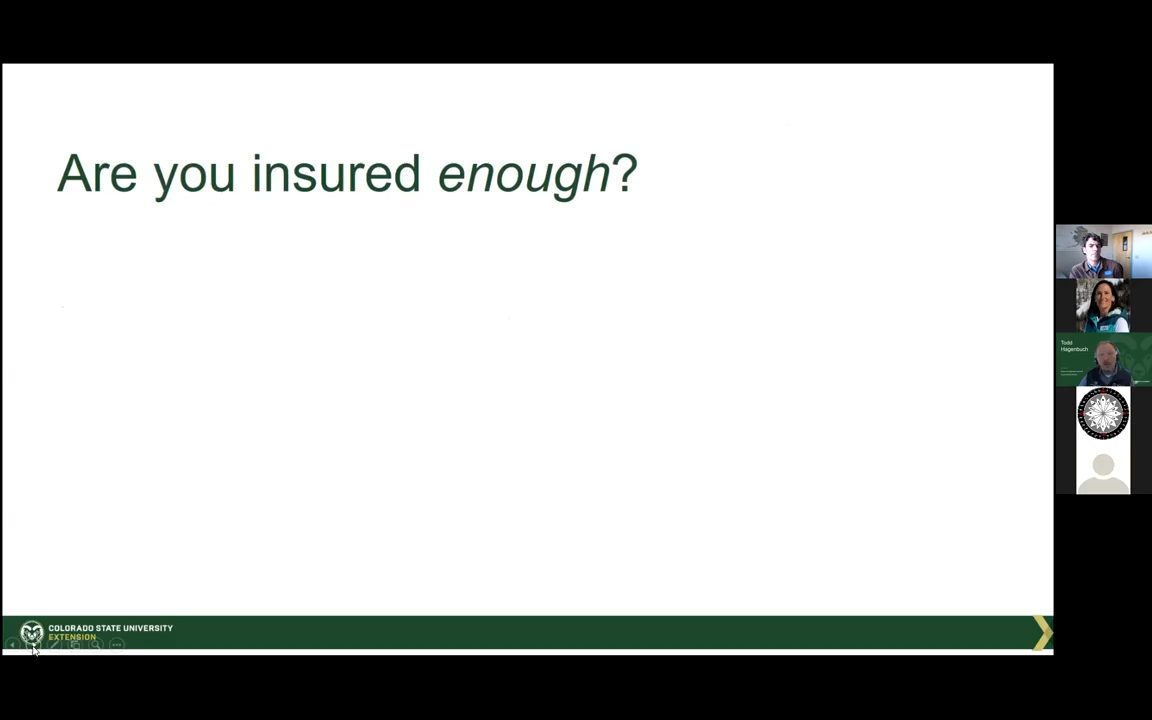 Are you insured enough?
Todd
Hagenbuch
COLORADO STATE UNIVERSITY
EXTENSION